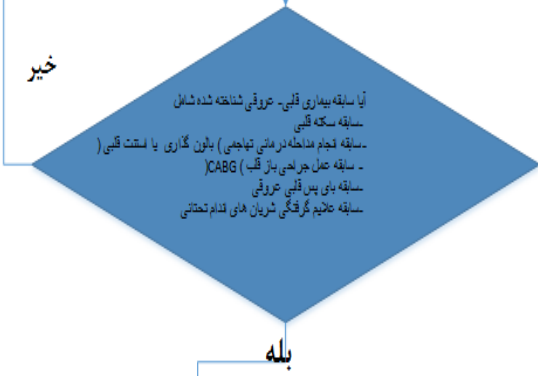 خیر
آیا سابقه بیماری قلبی- عروقی شناخته شده شامل
-سابقه سکته قلبی
-سابقه انجام مداخله درمانی تهاجمی ) بالون گذاری یا استنت قلبی (
- سابقه عمل جراحی باز قلب ) CABG(
-سابقه بای پس قلبی عروقی
-سابقه علایم گرفتگی شریان های اندام تحتانی
بله